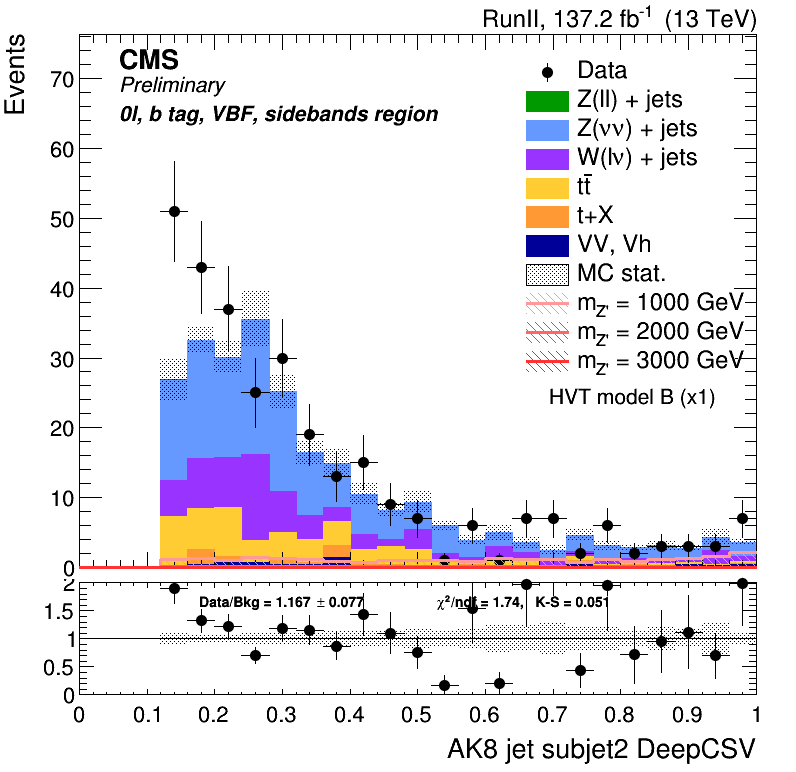 RunII, 137.2 fb⁻¹ (13 TeV)
Events
CMS
Preliminary
0l, b tag, VBF, sidebands region
Data
Z(ll) + jets
Z(νν) + jets
W(lν) + jets
tt̄
t+X
VV, Vh
MC stat.
m_Z' = 1000 GeV
m_Z' = 2000 GeV
m_Z' = 3000 GeV
HVT model B (x1)
70
60
50
40
30
20
10
0
Data/Bkg = 1.167 ± 0.077 χ²/ndf = 1.74, K-S = 0.051
2
1.5
1
0.5
0
0 0.1 0.2 0.3 0.4 0.5 0.6 0.7 0.8 0.9 1
AK8 jet subjet2 DeepCSV